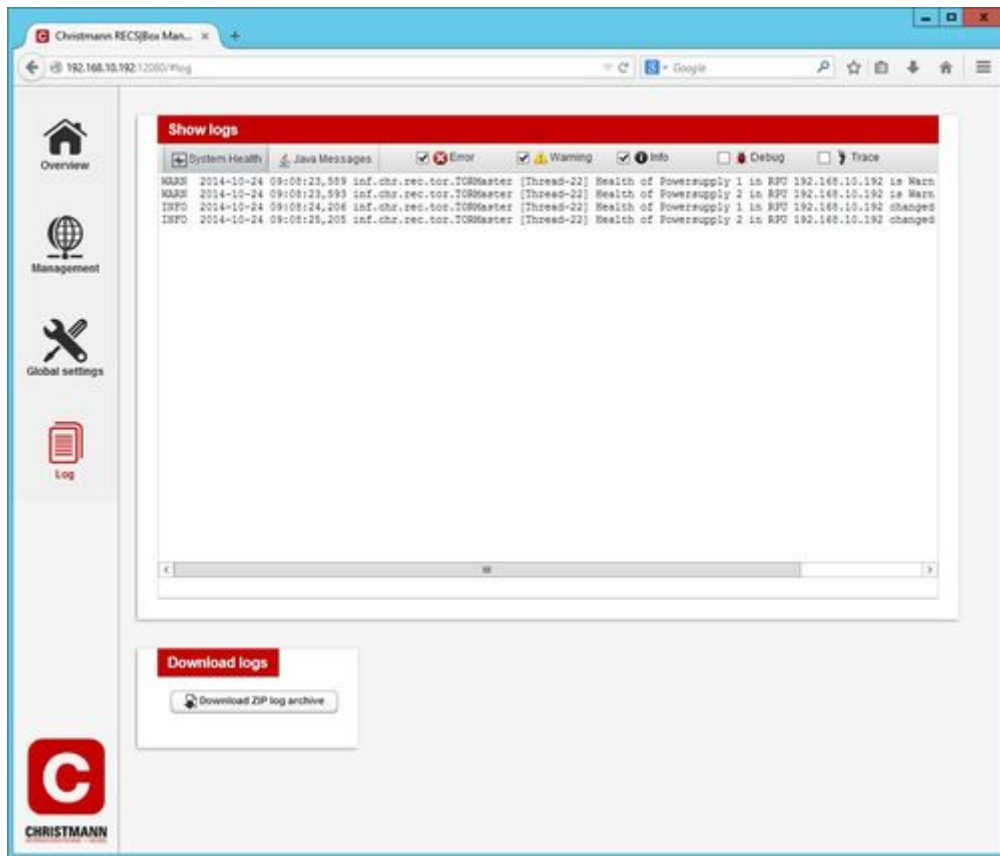 Christmann RECS|Box Man...
192.168.10.192:12080/#log
Google
Show logs
System Health Java Messages Error Warning Info Debug Trace
WARN 2014-10-24 09:08:23,589 inf.chr.rec.tor.TORMaster [Thread-22] Health of Powersupply 1 in RPU 192.168.10.192 is Warn
WARN 2014-10-24 09:08:23,593 inf.chr.rec.tor.TORMaster [Thread-22] Health of Powersupply 2 in RPU 192.168.10.192 is Warn
INFO 2014-10-24 09:08:24,206 inf.chr.rec.tor.TORMaster [Thread-22] Health of Powersupply 1 in RPU 192.168.10.192 changed
INFO 2014-10-24 09:08:25,205 inf.chr.rec.tor.TORMaster [Thread-22] Health of Powersupply 2 in RPU 192.168.10.192 changed
Overview
Management
Global settings
Log
Download logs
Download ZIP log archive
C
CHRISTMANN